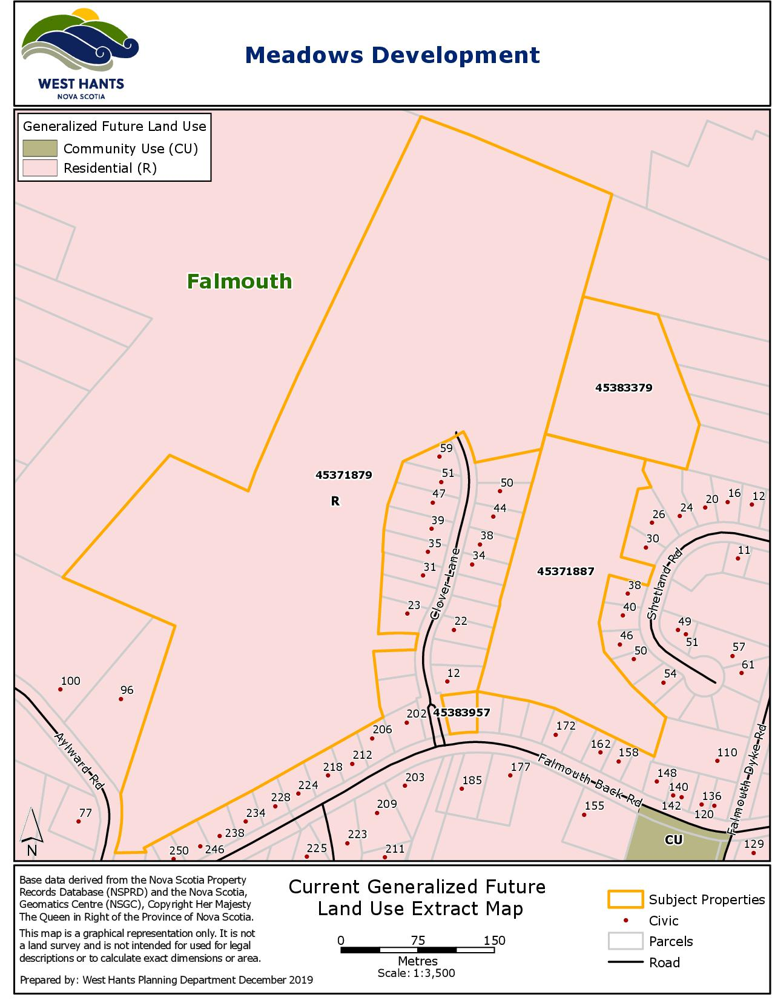 WEST HANTS
NOVA SCOTIA
Meadows Development
Generalized Future Land Use
Community Use (CU)
Residential (R)
Falmouth
45383379
45371879
R
45371887
45383957
59
51
47
39
35
31
23
50
44
38
34
22
12
Clover Lane
26
24
20
16
12
30
11
38
40
46
50
54
49
51
57
61
Shetland Rd
100
96
77
Aylward Rd
202
206
212
218
224
228
234
238
246
250
172
162
158
148
140
142
136
120
110
129
203
209
223
225
211
185
177
155
Falmouth Back Rd
Falmouth Dyke Rd
CU
N
Base data derived from the Nova Scotia Property
Records Database (NSPRD) and the Nova Scotia,
Geomatics Centre (NSGC), Copyright Her Majesty
The Queen in Right of the Province of Nova Scotia.
This map is a graphical representation only. It is not
a land survey and is not intended for used for legal
descriptions or to calculate exact dimensions or area.
Prepared by: West Hants Planning Department December 2019
Current Generalized Future
Land Use Extract Map
0 75 150
Metres
Scale: 1:3,500
Subject Properties
Civic
Parcels
Road